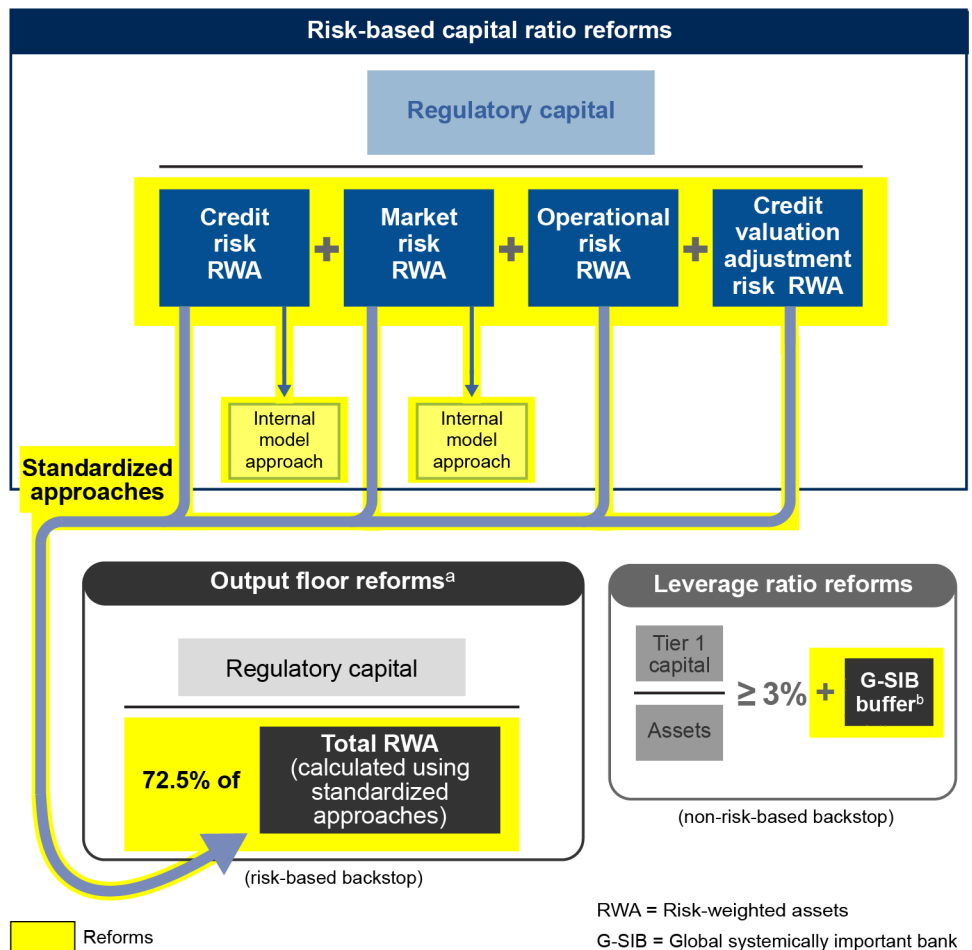 Risk-based capital ratio reforms
Regulatory capital
Credit
risk
RWA
+
Market
risk
RWA
+
Operational
risk
RWA
+
Credit
valuation
adjustment
risk RWA
Internal
model
approach
Internal
model
approach
Standardized
approaches
Output floor reformsᵃ
Regulatory capital
72.5% of
Total RWA
(calculated using
standardized
approaches)
(risk-based backstop)
Leverage ratio reforms
Tier 1
capital
Assets
≥ 3% +
G-SIB
bufferᵇ
(non-risk-based backstop)
Reforms
RWA = Risk-weighted assets
G-SIB = Global systemically important bank